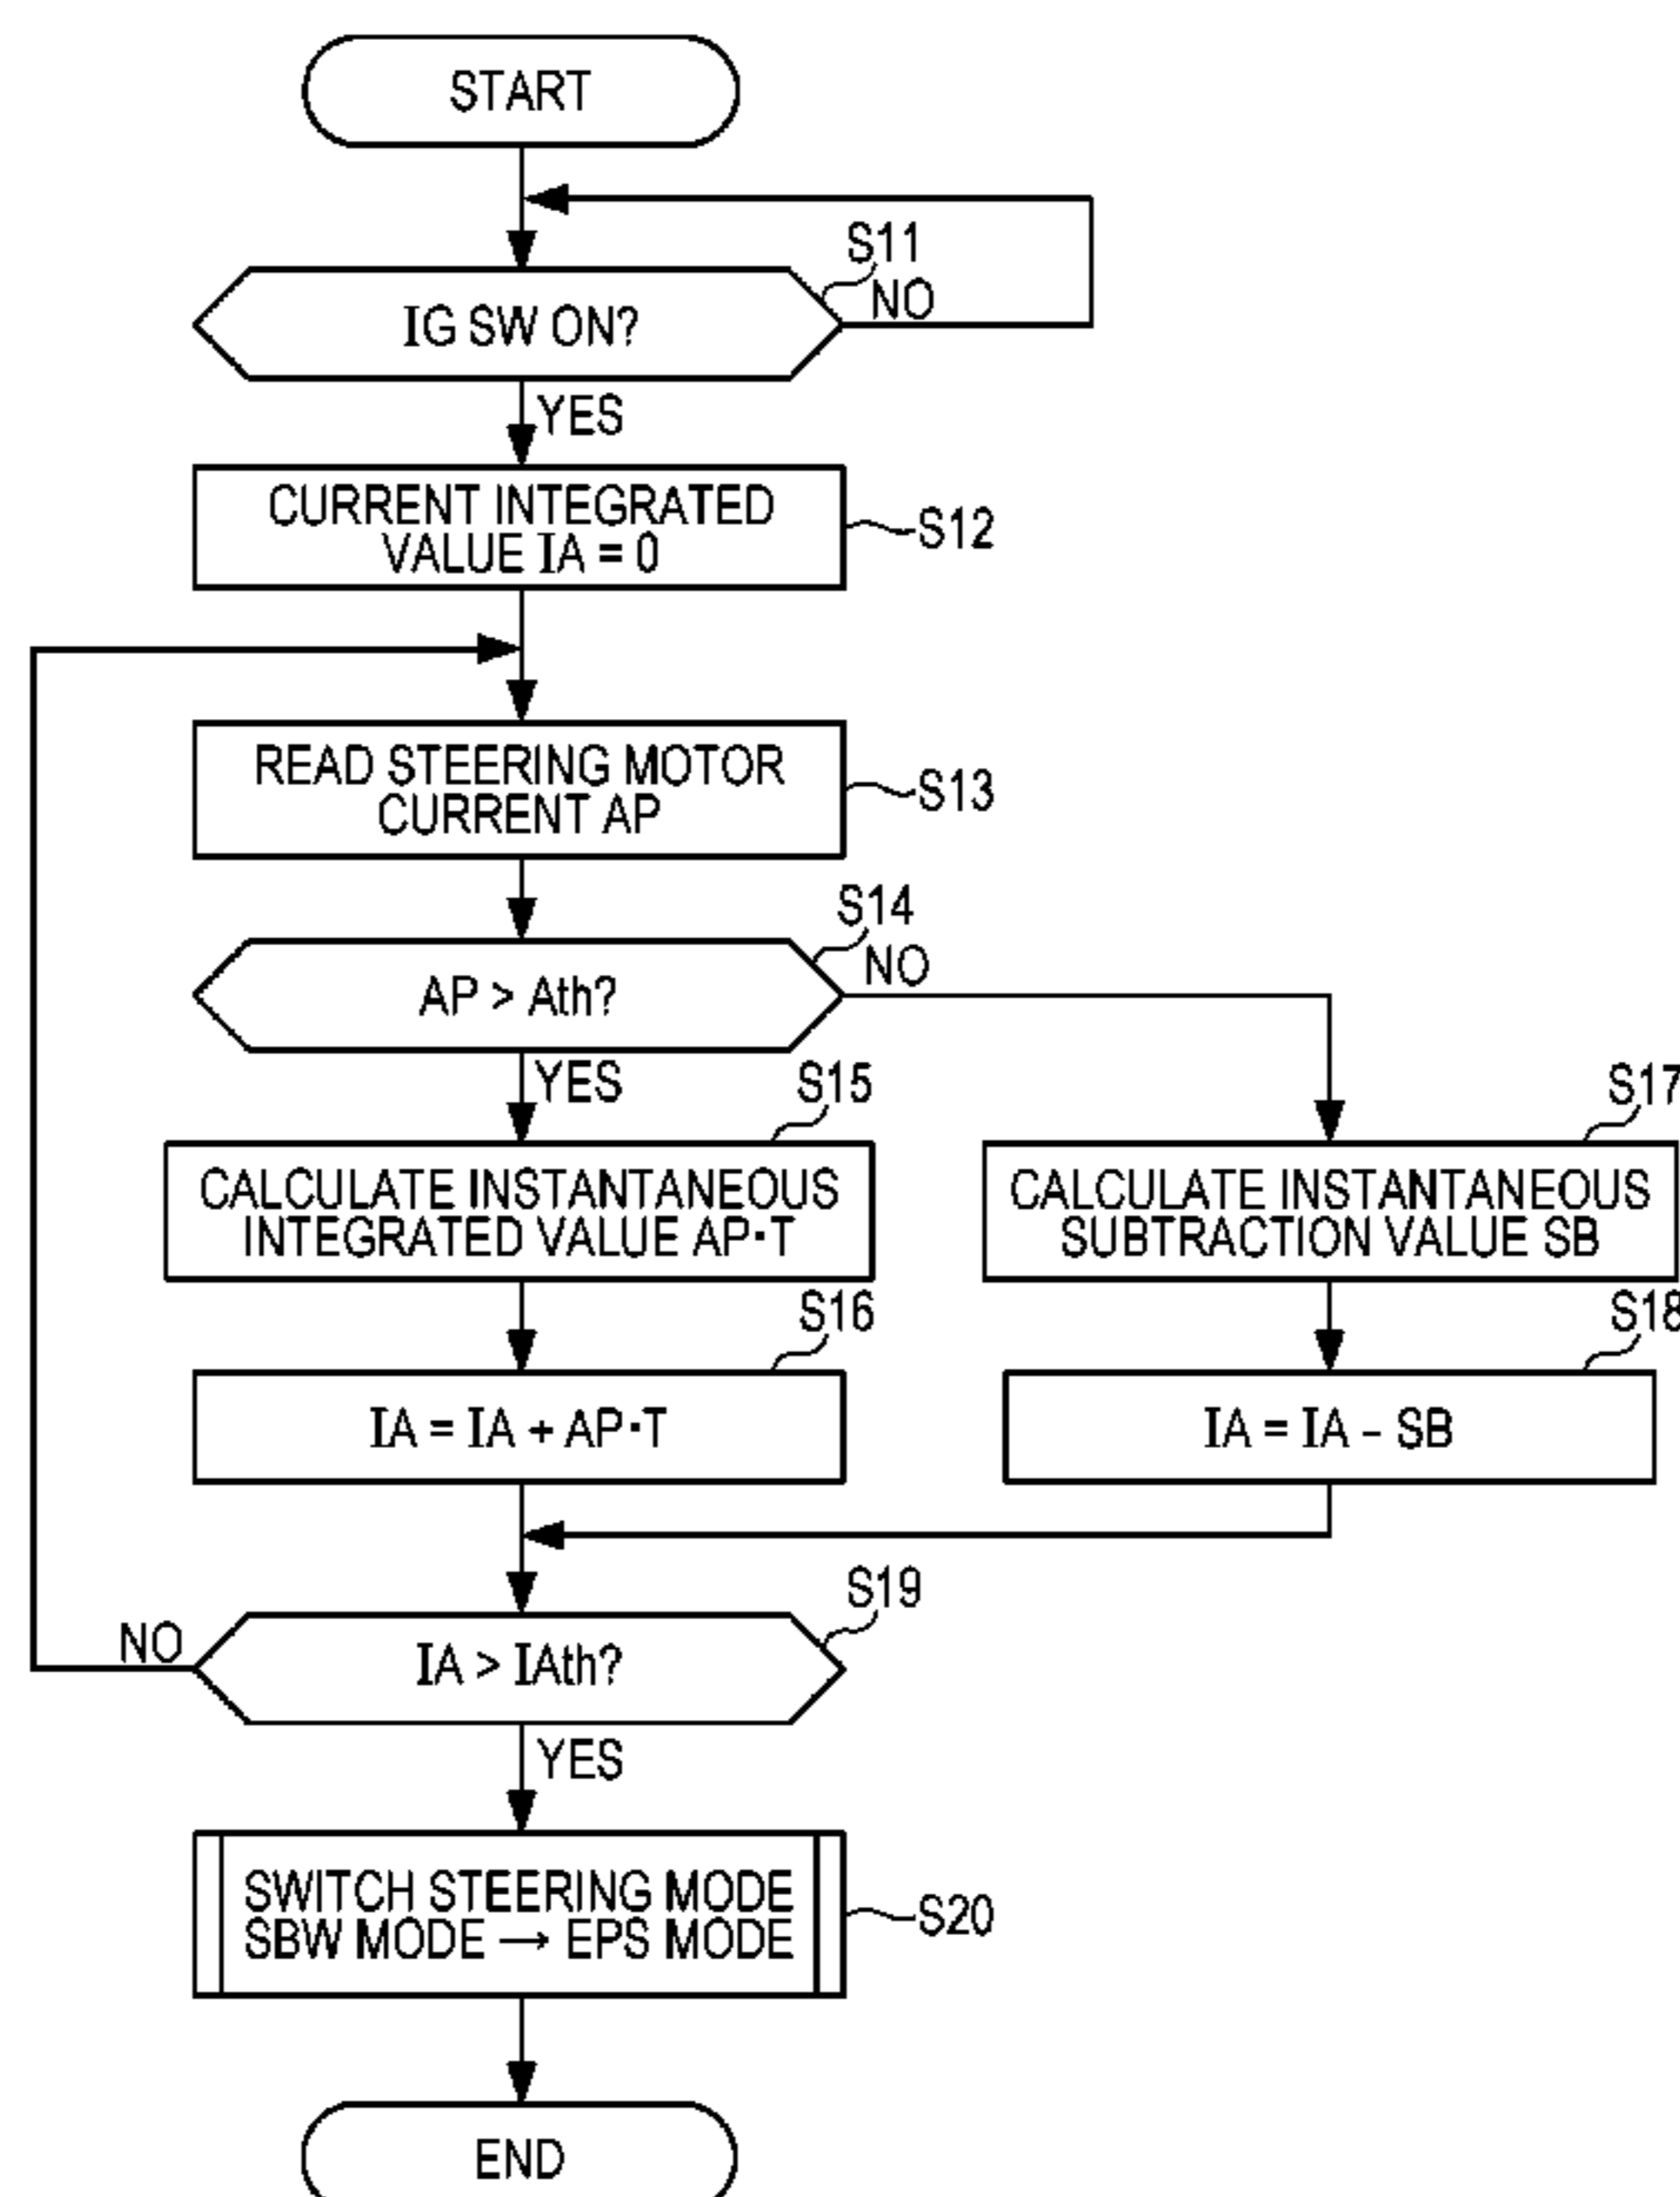 START
S11
NO
IG SW ON?
YES
CURRENT INTEGRATED
VALUE IA = 0
S12
READ STEERING MOTOR
CURRENT AP
S13
S14
NO
AP > Ath?
YES
S15
S17
CALCULATE INSTANTANEOUS
INTEGRATED VALUE AP·T
CALCULATE INSTANTANEOUS
SUBTRACTION VALUE SB
S16
S18
IA = IA + AP·T
IA = IA - SB
S19
NO
IA > IAth?
YES
SWITCH STEERING MODE
SBW MODE → EPS MODE
S20
END